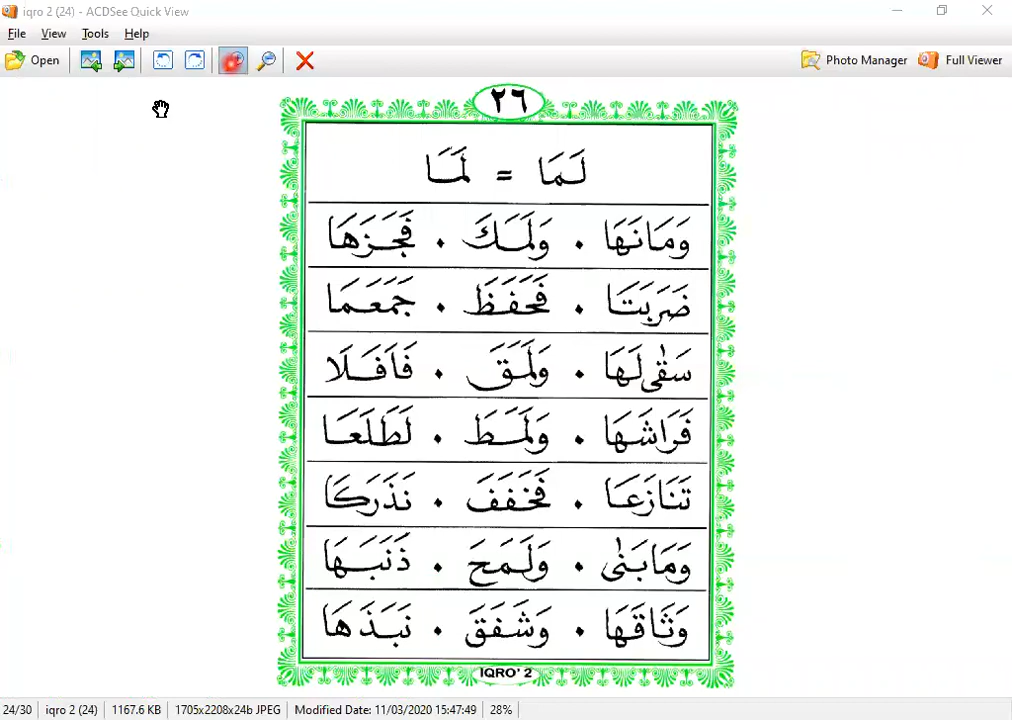 iqro 2 (24) - ACDSee Quick View
File View Tools Help
Open Photo Manager Full Viewer
٢٦
لَمَا = لَمَا
وَمَانَهَا • وَلَمَكَ • فَجَزَهَا
ضَرَبَتَا • فَحَفَظَ • جَمَعَمَا
سَقٰىلَهَا • وَلَمَقَ • فَاَفَلَا
فَرَاشَهَا • وَلَمَطَ • لَطَلَعَا
تَنَازَعَا • فَخَفَفَ • نَذَرَكَا
وَمَابَنٰى • وَلَمَحَ • ذَنَبَهَا
وَثَاقَهَا • وَشَفَقَ • نَبَذَهَا
IQRO' 2
24/30 iqro 2 (24) 1167.6 KB 1705x2208x24b JPEG Modified Date: 11/03/2020 15:47:49 28%